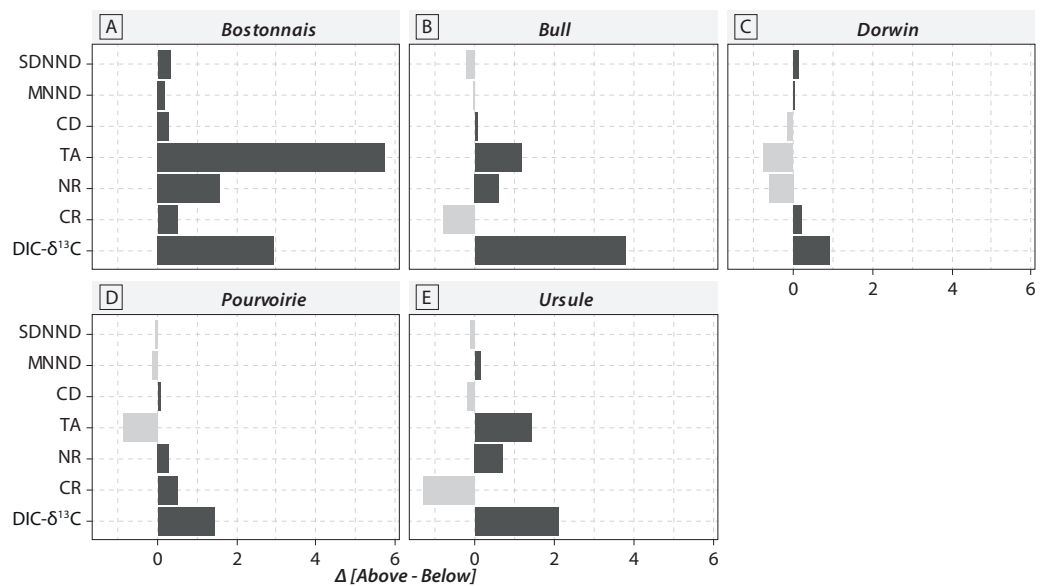 A Bostonnais
B Bull
C Dorwin
SDNND
MNND
CD
TA
NR
CR
DIC-δ¹³C
0 2 4 6
D Pourvoirie
E Ursule
SDNND
MNND
CD
TA
NR
CR
DIC-δ¹³C
0 2 4 6
0 2 4 6
Δ [Above - Below]